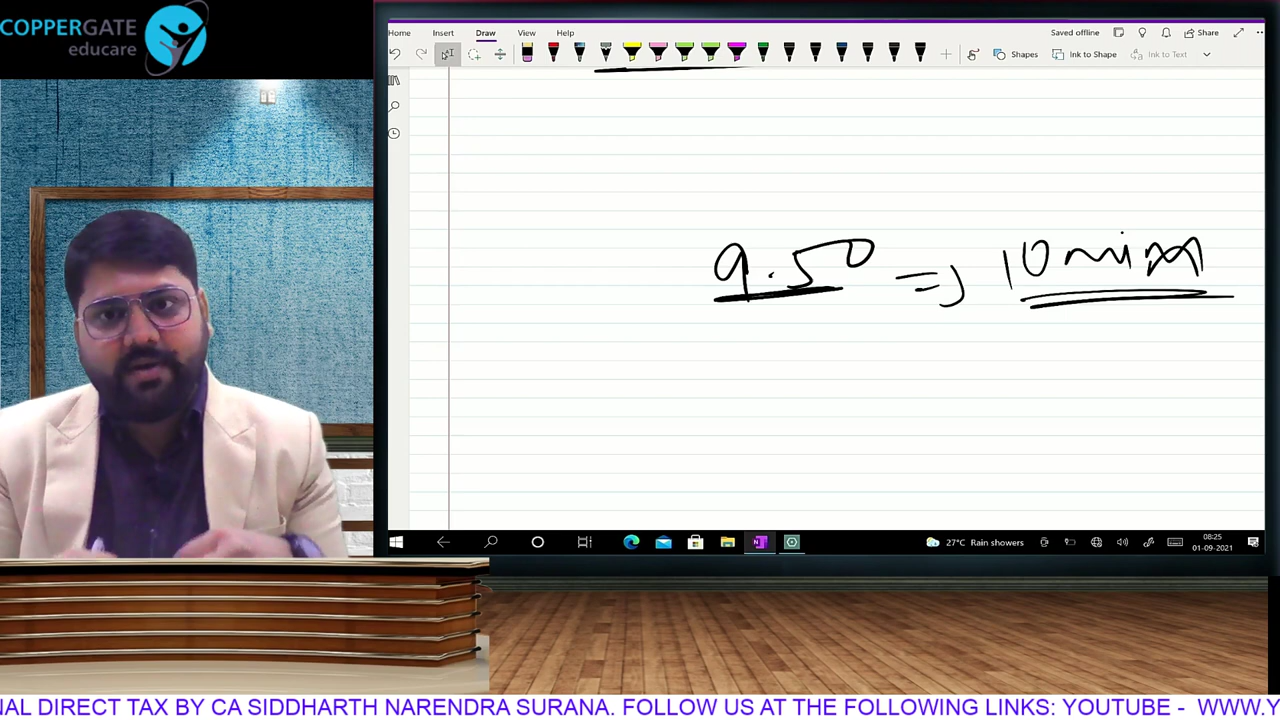 COPPERGATE
educare
Home Insert Draw View Help
Saved offline
Share
Shapes
Ink to Shape
Ink to Text
9.50 => 10 min
27°C Rain showers
08:25
01-09-2021
NAL DIRECT TAX BY CA SIDDHARTH NARENDRA SURANA. FOLLOW US AT THE FOLLOWING LINKS: YOUTUBE - WWW.Y